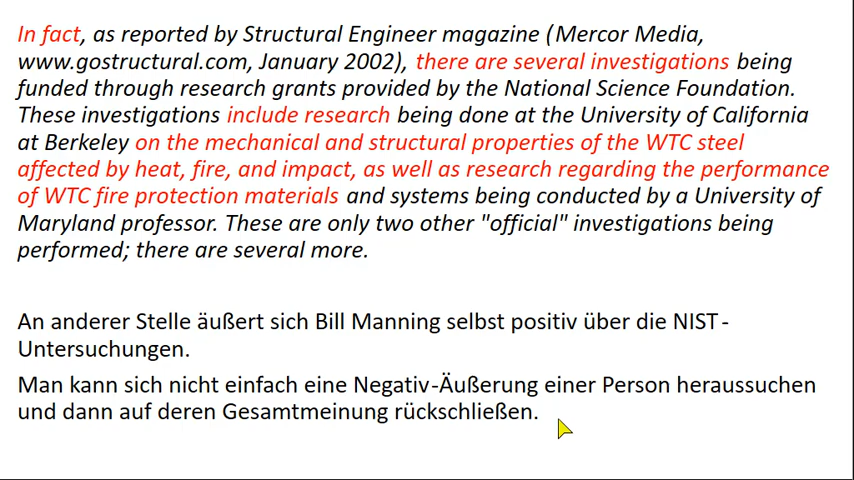 In fact, as reported by Structural Engineer magazine (Mercor Media,
www.gostructural.com, January 2002), there are several investigations being
funded through research grants provided by the National Science Foundation.
These investigations include research being done at the University of California
at Berkeley on the mechanical and structural properties of the WTC steel
affected by heat, fire, and impact, as well as research regarding the performance
of WTC fire protection materials and systems being conducted by a University of
Maryland professor. These are only two other "official" investigations being
performed; there are several more.
An anderer Stelle äußert sich Bill Manning selbst positiv über die NIST-
Untersuchungen.
Man kann sich nicht einfach eine Negativ-Äußerung einer Person heraussuchen
und dann auf deren Gesamtmeinung rückschließen.